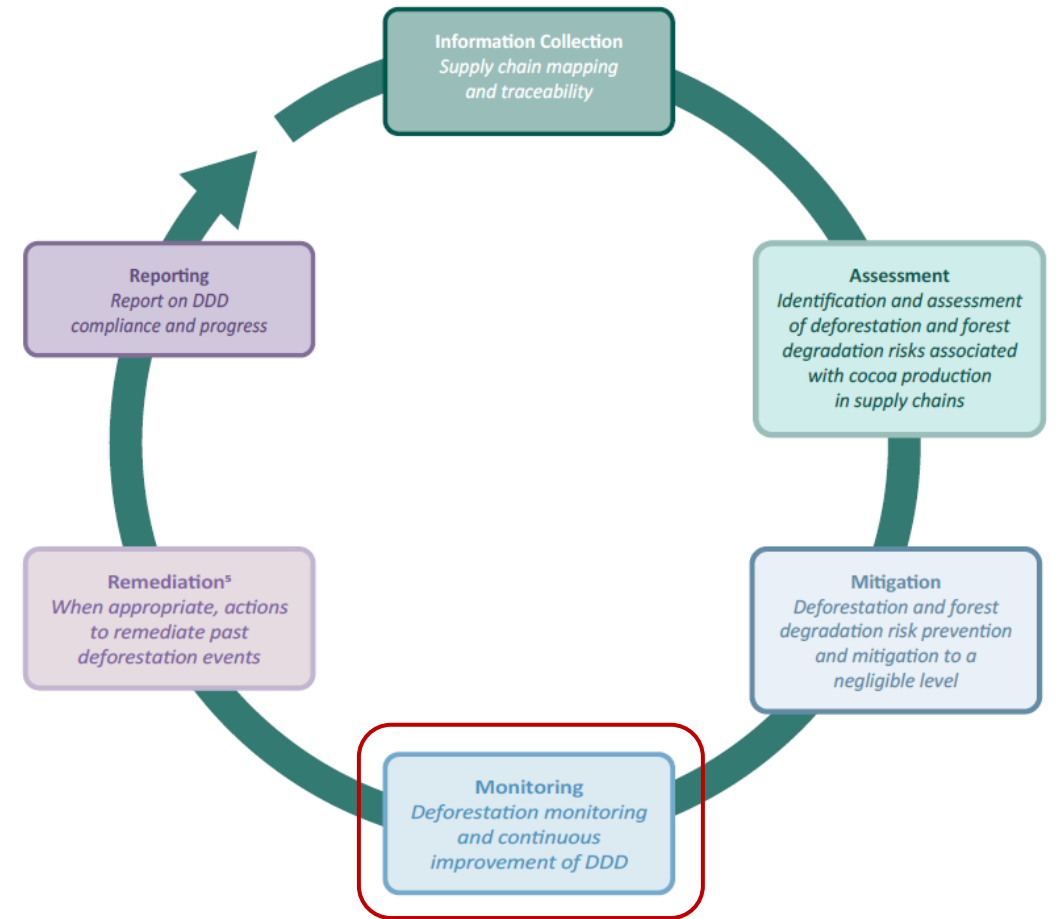 Information Collection
Supply chain mapping
and traceability
Assessment
Identification and assessment
of deforestation and forest
degradation risks associated
with cocoa production
in supply chains
Mitigation
Deforestation and forest
degradation risk prevention
and mitigation to a
negligible level
Monitoring
Deforestation monitoring
and continuous
improvement of DDD
Remediation⁵
When appropriate, actions
to remediate past
deforestation events
Reporting
Report on DDD
compliance and progress